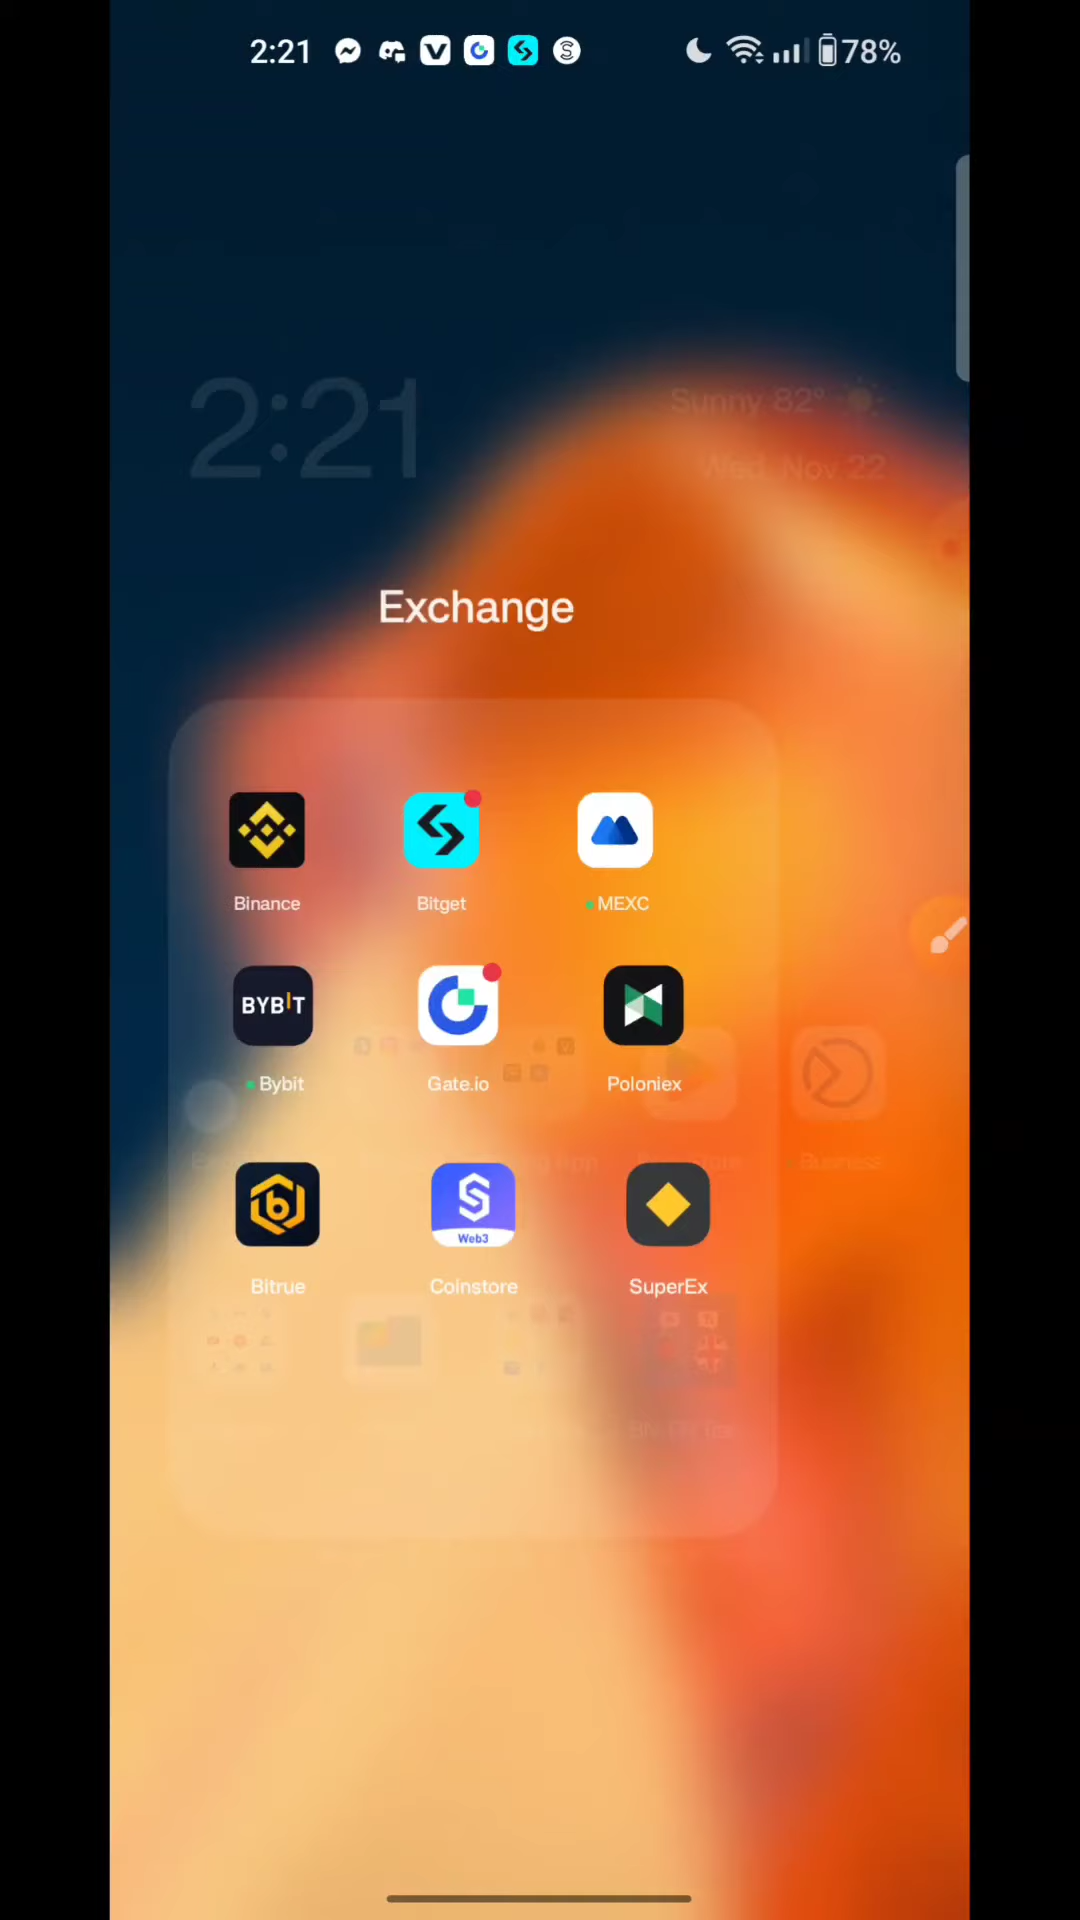 2:21 78%
2:21
Sunny 82°
Wed, Nov 22
Exchange
Binance Bitget MEXC
BYBIT
Bybit Gate.io Poloniex
Business
Web3
Bitrue Coinstore SuperEx